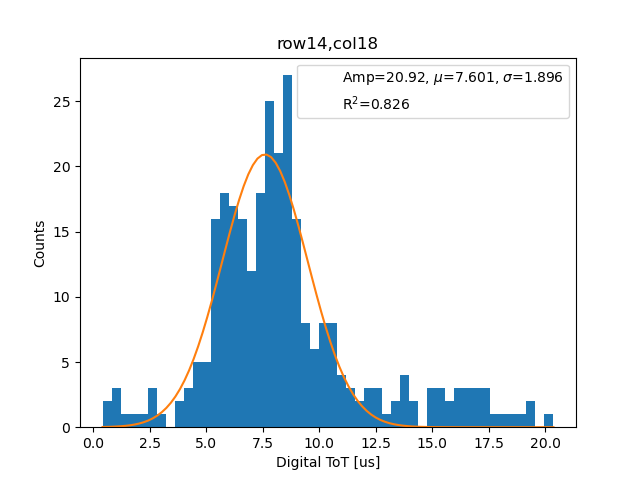 row14,col18
Amp=20.92, μ=7.601, σ=1.896
R²=0.826
Counts
25
20
15
10
5
0
0.0 2.5 5.0 7.5 10.0 12.5 15.0 17.5 20.0
Digital ToT [us]